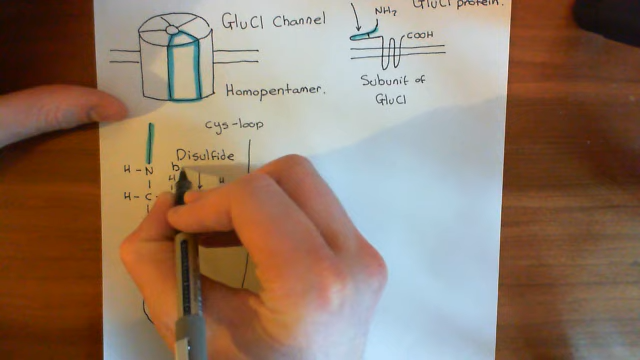 GluCl Channel
Homopentamer.
GluCl protein.
NH2
COOH
Subunit of
GluCl
cys-loop
Disulfide
b
H - N
H
H
H - C -